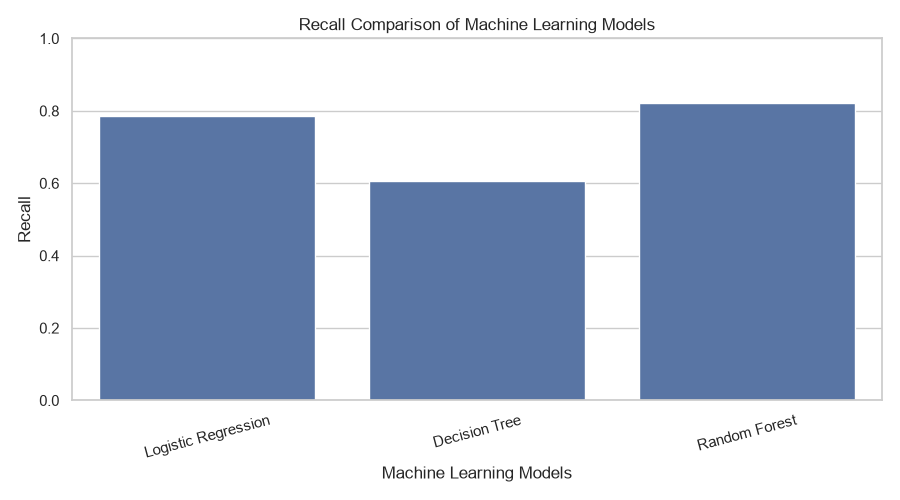 Recall Comparison of Machine Learning Models
1.0
0.8
0.6
0.4
0.2
0.0
Recall
Logistic Regression
Decision Tree
Random Forest
Machine Learning Models